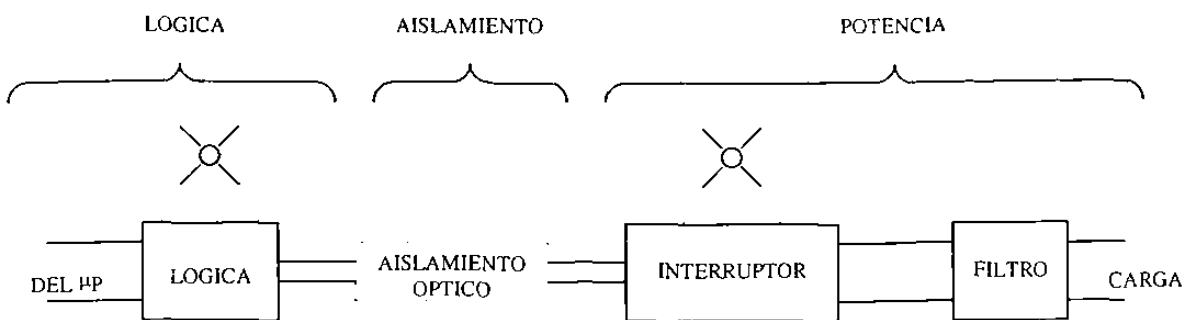 LOGICA
AISLAMIENTO
POTENCIA
DEL µP
LOGICA
AISLAMIENTO
OPTICO
INTERRUPTOR
FILTRO
CARGA